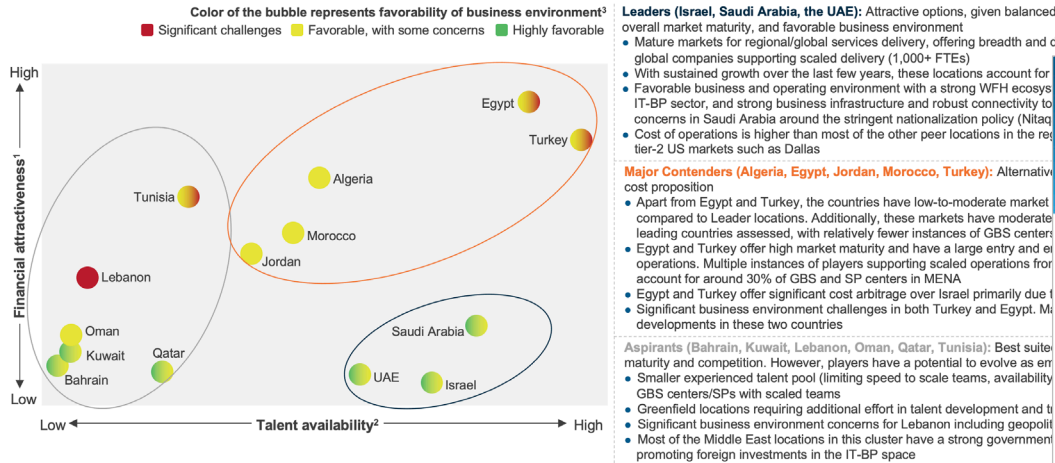 Color of the bubble represents favorability of business environment³
Significant challenges
Favorable, with some concerns
Highly favorable
High
Financial attractiveness¹
Low
Egypt
Turkey
Algeria
Tunisia
Morocco
Jordan
Lebanon
Oman
Kuwait
Bahrain
Qatar
Saudi Arabia
UAE
Israel
Low
Talent availability²
High
Leaders (Israel, Saudi Arabia, the UAE): Attractive options, given balanced
overall market maturity, and favorable business environment
• Mature markets for regional/global services delivery, offering breadth and
global companies supporting scaled delivery (1,000+ FTEs)
• With sustained growth over the last few years, these locations account for
• Favorable business and operating environment with a strong WFH ecosys
IT-BP sector, and strong business infrastructure and robust connectivity to
concerns in Saudi Arabia around the stringent nationalization policy (Nitaq
• Cost of operations is higher than most of the other peer locations in the reg
tier-2 US markets such as Dallas
Major Contenders (Algeria, Egypt, Jordan, Morocco, Turkey): Alternative
cost proposition
• Apart from Egypt and Turkey, the countries have low-to-moderate market
compared to Leader locations. Additionally, these markets have moderate
leading countries assessed, with relatively fewer instances of GBS centers
• Egypt and Turkey offer high market maturity and have a large entry and
operations. Multiple instances of players supporting scaled operations from
account for around 30% of GBS and SP centers in MENA
• Egypt and Turkey offer significant cost arbitrage over Israel primarily due
• Significant business environment challenges in both Turkey and Egypt.
developments in these two countries
Aspirants (Bahrain, Kuwait, Lebanon, Oman, Qatar, Tunisia): Best suite
maturity and competition. However, players have a potential to evolve as em
• Smaller experienced talent pool (limiting speed to scale teams, availability
GBS centers/SPs with scaled teams
• Greenfield locations requiring additional effort in talent development and
• Significant business environment concerns for Lebanon including geopolit
• Most of the Middle East locations in this cluster have a strong government
promoting foreign investments in the IT-BP space